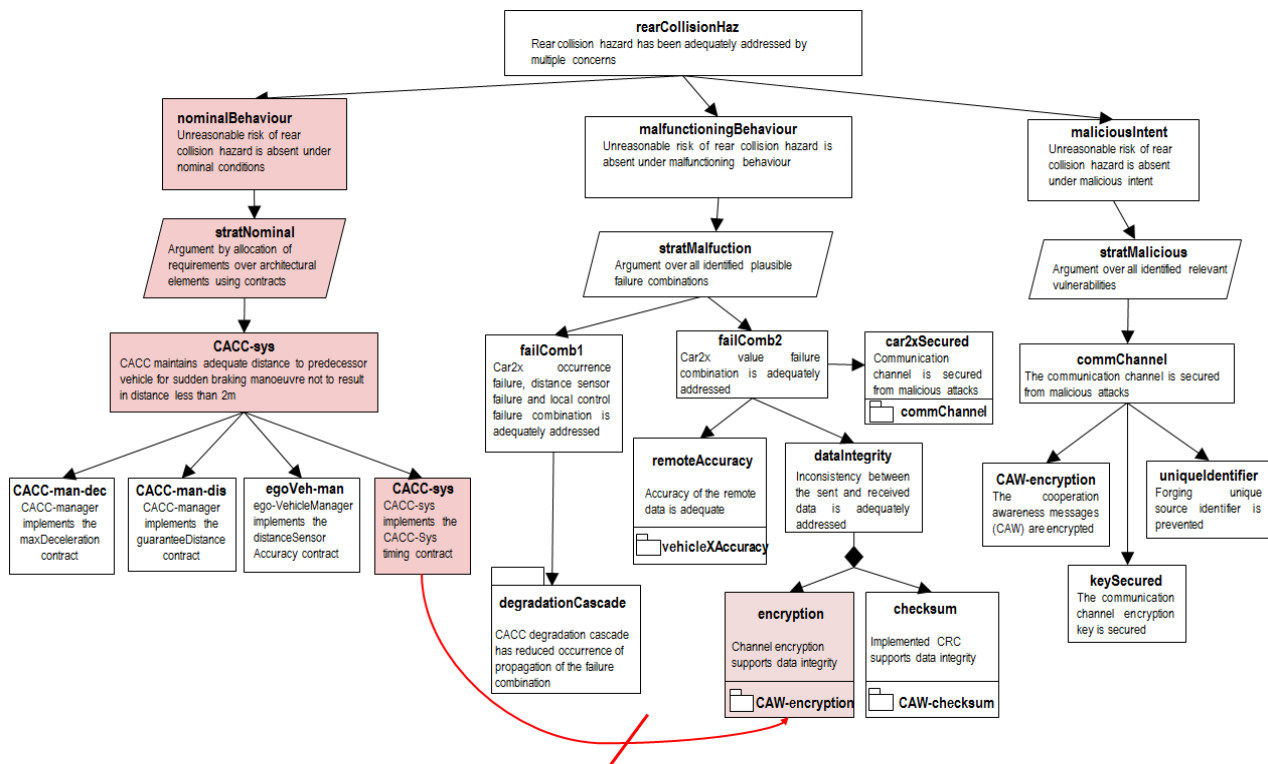 rearCollisionHaz
Rear collision hazard has been adequately addressed by
multiple concerns
nominalBehaviour
Unreasonable risk of rear
collision hazard is absent under
nominal conditions
malfunctioningBehaviour
Unreasonable risk of rear collision hazard is
absent under malfunctioning behaviour
maliciousIntent
Unreasonable risk of rear
collision hazard is absent
under malicious intent
stratNominal
Argument by allocation of
requirements over architectural
elements using contracts
stratMalfuction
Argument over all identified plausible
failure combinations
stratMalicious
Argument over all identified relevant
vulnerabilities
CACC-sys
CACC maintains adequate distance to predecessor
vehicle for sudden braking manoeuvre not to result
in distance less than 2m
failComb1
Car2x occurrence
failure, distance sensor
failure and local control
failure combination is
adequately addressed
failComb2
Car2x value failure
combination is adequately
addressed
car2xSecured
Communication
channel is secured
from malicious attacks
commChannel
commChannel
The communication channel is secured
from malicious attacks
CACC-man-dec
CACC-manager
implements the
maxDeceleration
contract
CACC-man-dis
CACC-manager
implements the
guaranteeDistance
contract
egoVeh-man
ego-VehicleManager
implements the
distanceSensor
Accuracy contract
CACC-sys
CACC-sys
implements the
CACC-Sys
timing contract
remoteAccuracy
Accuracy of the remote
data is adequate
vehicleXAccuracy
dataIntegrity
Inconsistency between
the sent and received
data is adequately
addressed
CAW-encryption
The cooperation
awareness messages
(CAW) are encrypted
uniqueIdentifier
Forging unique
source identifier is
prevented
keySecured
The communication
channel encryption
key is secured
degradationCascade
CACC degradation cascade
has reduced occurrence of
propagation of the failure
combination
encryption
Channel encryption
supports data integrity
CAW-encryption
checksum
Implemented CRC
supports data integrity
CAW-checksum